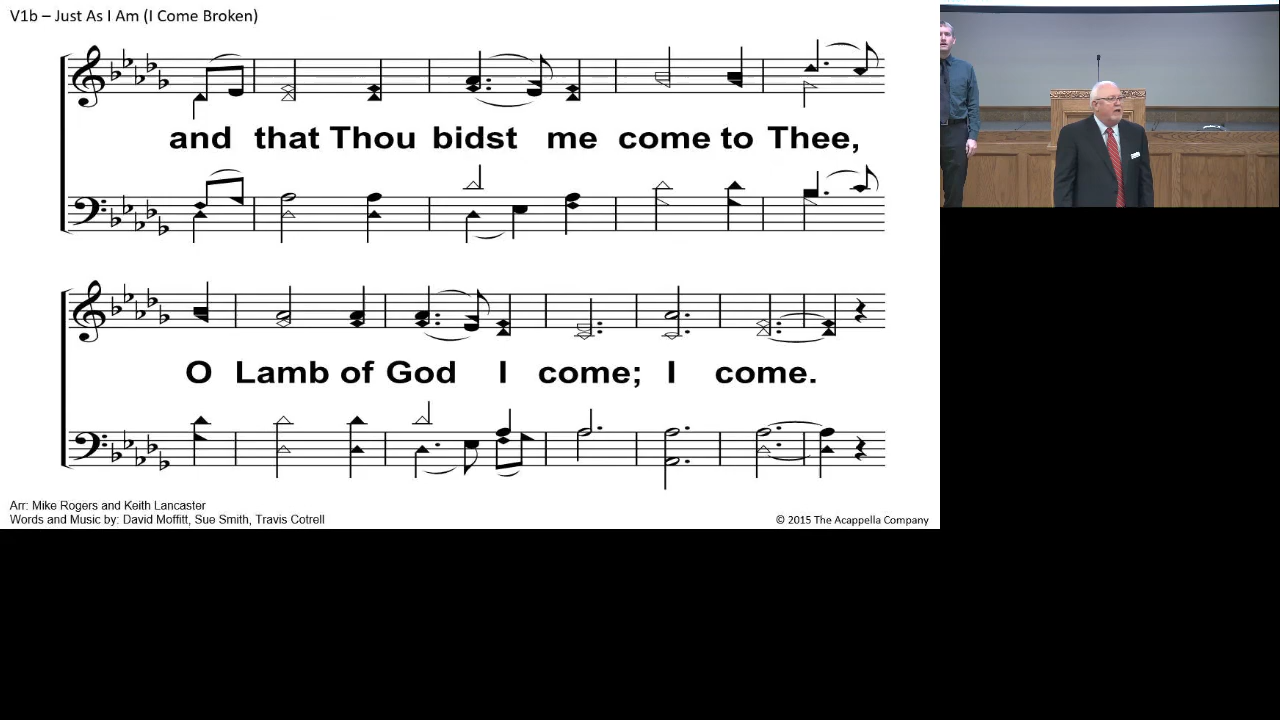 V1b – Just As I Am (I Come Broken)
and that Thou bidst me come to Thee,
O Lamb of God I come; I come.
Arr: Mike Rogers and Keith Lancaster
Words and Music by: David Moffitt, Sue Smith, Travis Cotrell
© 2015 The Acappella Company